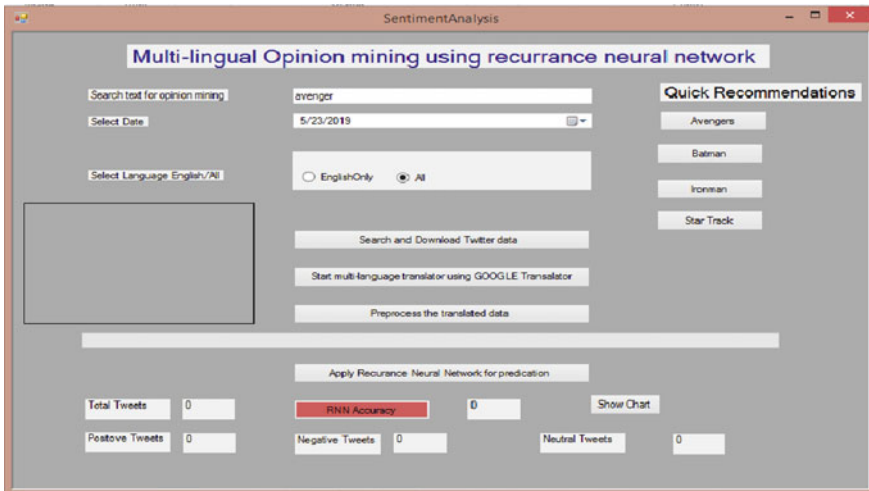 SentimentAnalysis
Multi-lingual Opinion mining using recurrance neural network
Search text for opinion mining
avenger
Quick Recommendations
Select Date
5/23/2019
Avengers
Batman
Select Language English/All
EnglishOnly
All
Ironman
Star Track
Search and Download Twitter data
Start multi-language translator using GOOGLE Transalator
Preprocess the translated data
Apply Recurance Neural Network for predication
Total Tweets
0
RNN Accuracy
0
Show Chart
Postove Tweets
0
Negative Tweets
0
Neutral Tweets
0